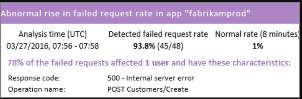 Abnormal rise in failed request rate in app "fabrikamprod"
Analysis time (UTC) Detected failed request rate Normal rate (8 minutes)
03/27/2016, 07:56 - 07:58 93.8% (45/48) 1%
78% of the failed requests affected 1 user and have these characteristics:
Response code: 500 - Internal server error
Operation name: POST Customers/Create